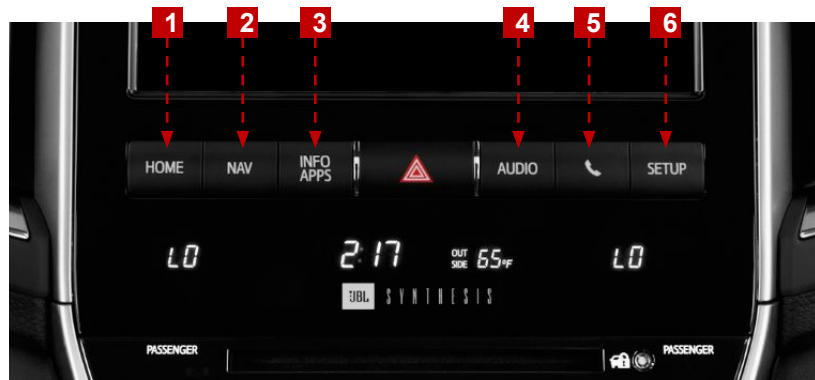 1 2 3 4 5 6
HOME NAV INFO APPS AUDIO SETUP
LO 2:17 OUT SIDE 65°F LO
JBL SYNTHESIS
PASSENGER PASSENGER